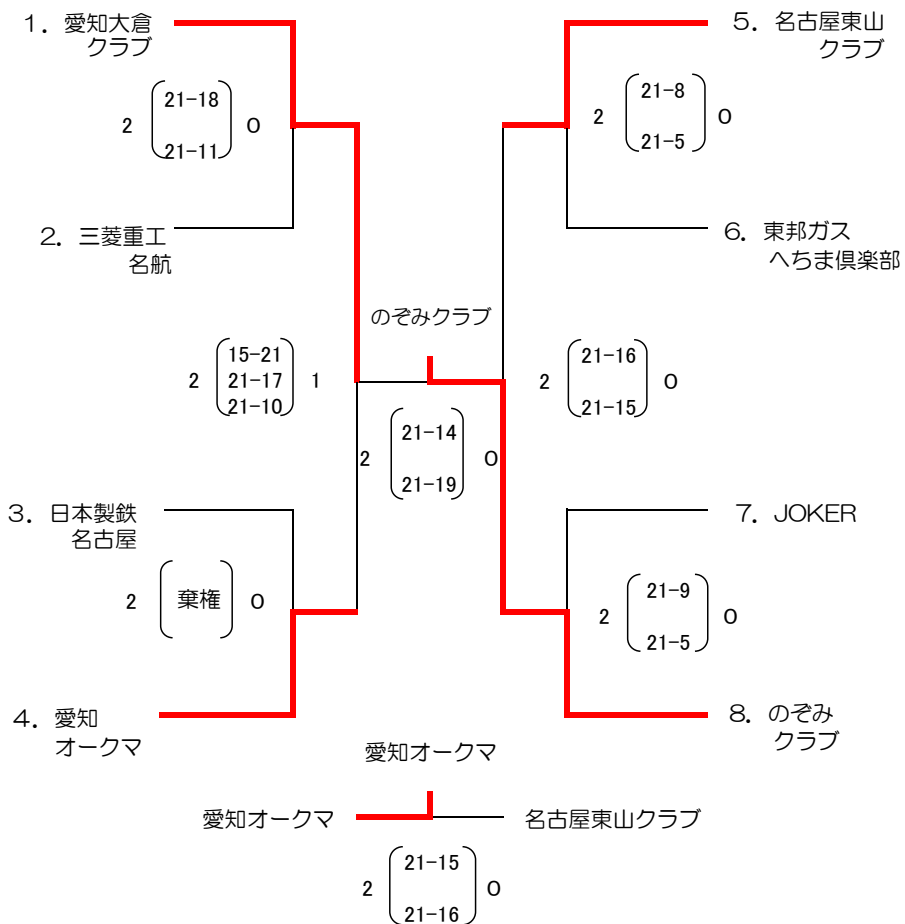 1．愛知大倉
クラブ
5．名古屋東山
クラブ
2 21-18 0
21-11
2 21-8 0
21-5
2．三菱重工
名航
6．東邦ガス
へちま倶楽部
のぞみクラブ
15-21
2 21-17 1
21-10
2 21-16 0
21-15
2 21-14 0
21-19
3．日本製鉄
名古屋
7．JOKER
2 棄権 0
2 21-9 0
21-5
4．愛知
オークマ
8．のぞみ
クラブ
愛知オークマ
愛知オークマ 名古屋東山クラブ
2 21-15 0
21-16